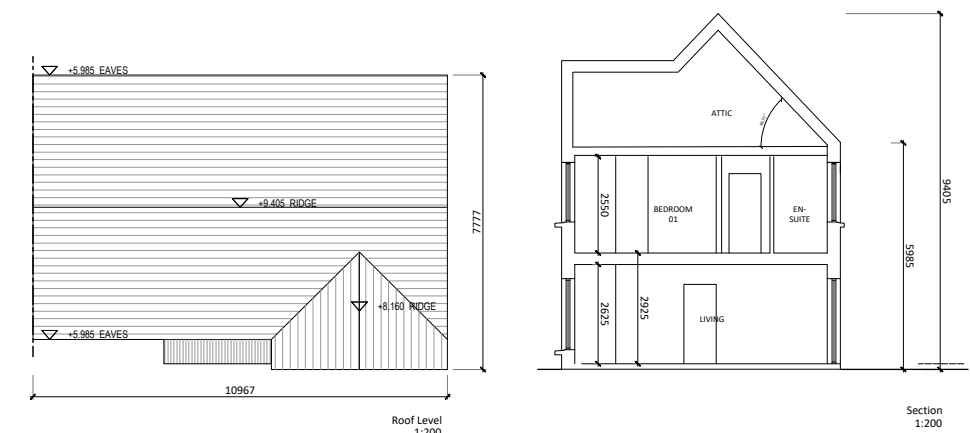 +5.985 EAVES
+9.405 RIDGE
+8.160 RIDGE
+5.985 EAVES
7777
10967
Roof Level
1:200
ATTIC
2550
BEDROOM
01
EN-
SUITE
2625
2925
LIVING
5985
9405
Section
1:200